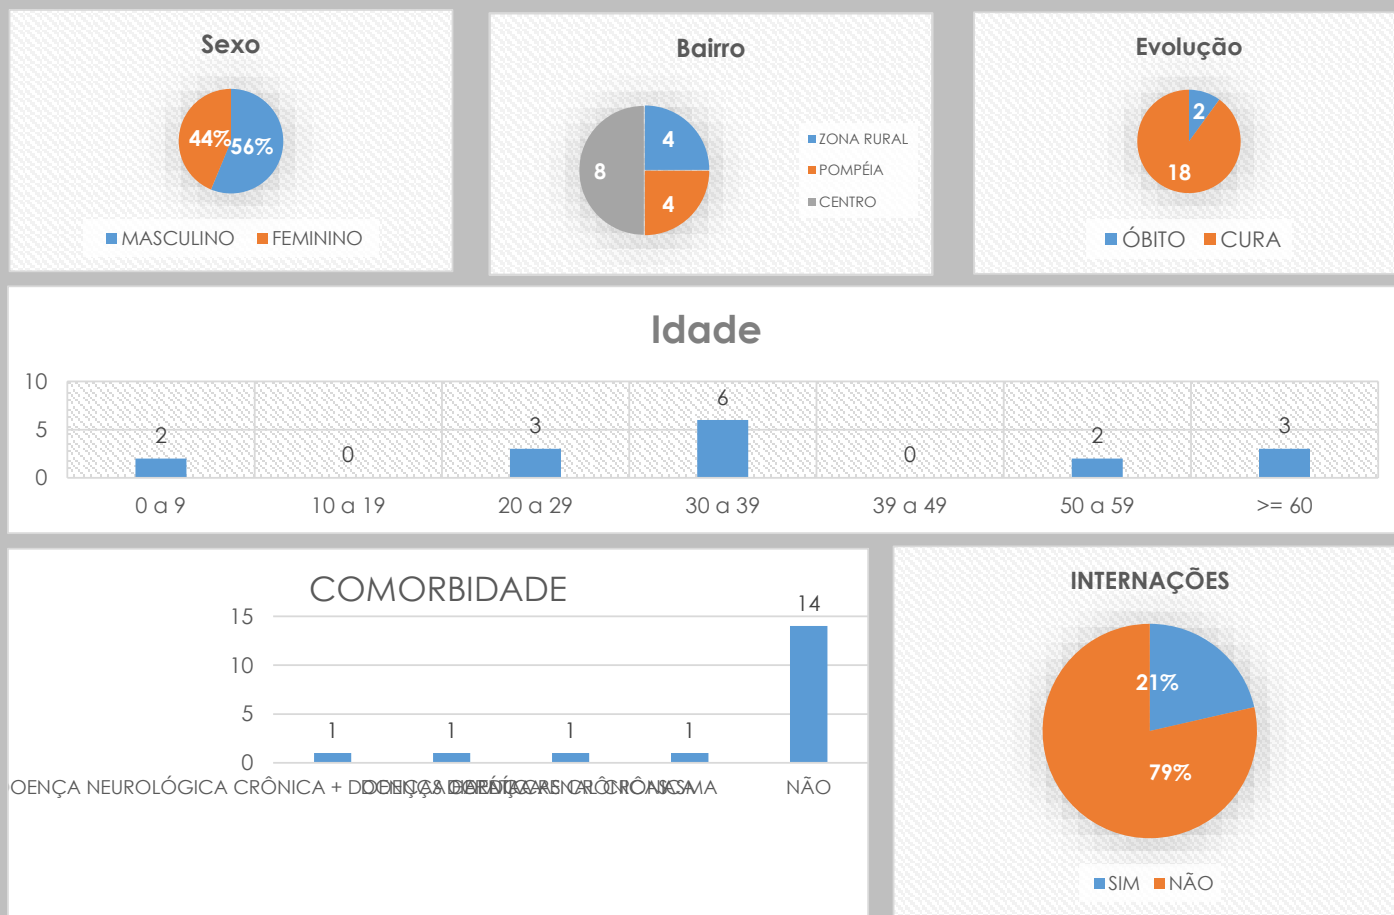 Sexo
44%
56%
MASCULINO FEMININO
Bairro
4
8
4
ZONA RURAL
POMPÉIA
CENTRO
Evolução
2
18
ÓBITO CURA
Idade
10
5
0
2
0
3
6
0
2
3
0 a 9 10 a 19 20 a 29 30 a 39 39 a 49 50 a 59 >= 60
COMORBIDADE
15
10
5
0
1
1
1
1
14
OENÇA NEUROLÓGICA CRÔNICA + NÃO
INTERNAÇÕES
21%
79%
SIM NÃO